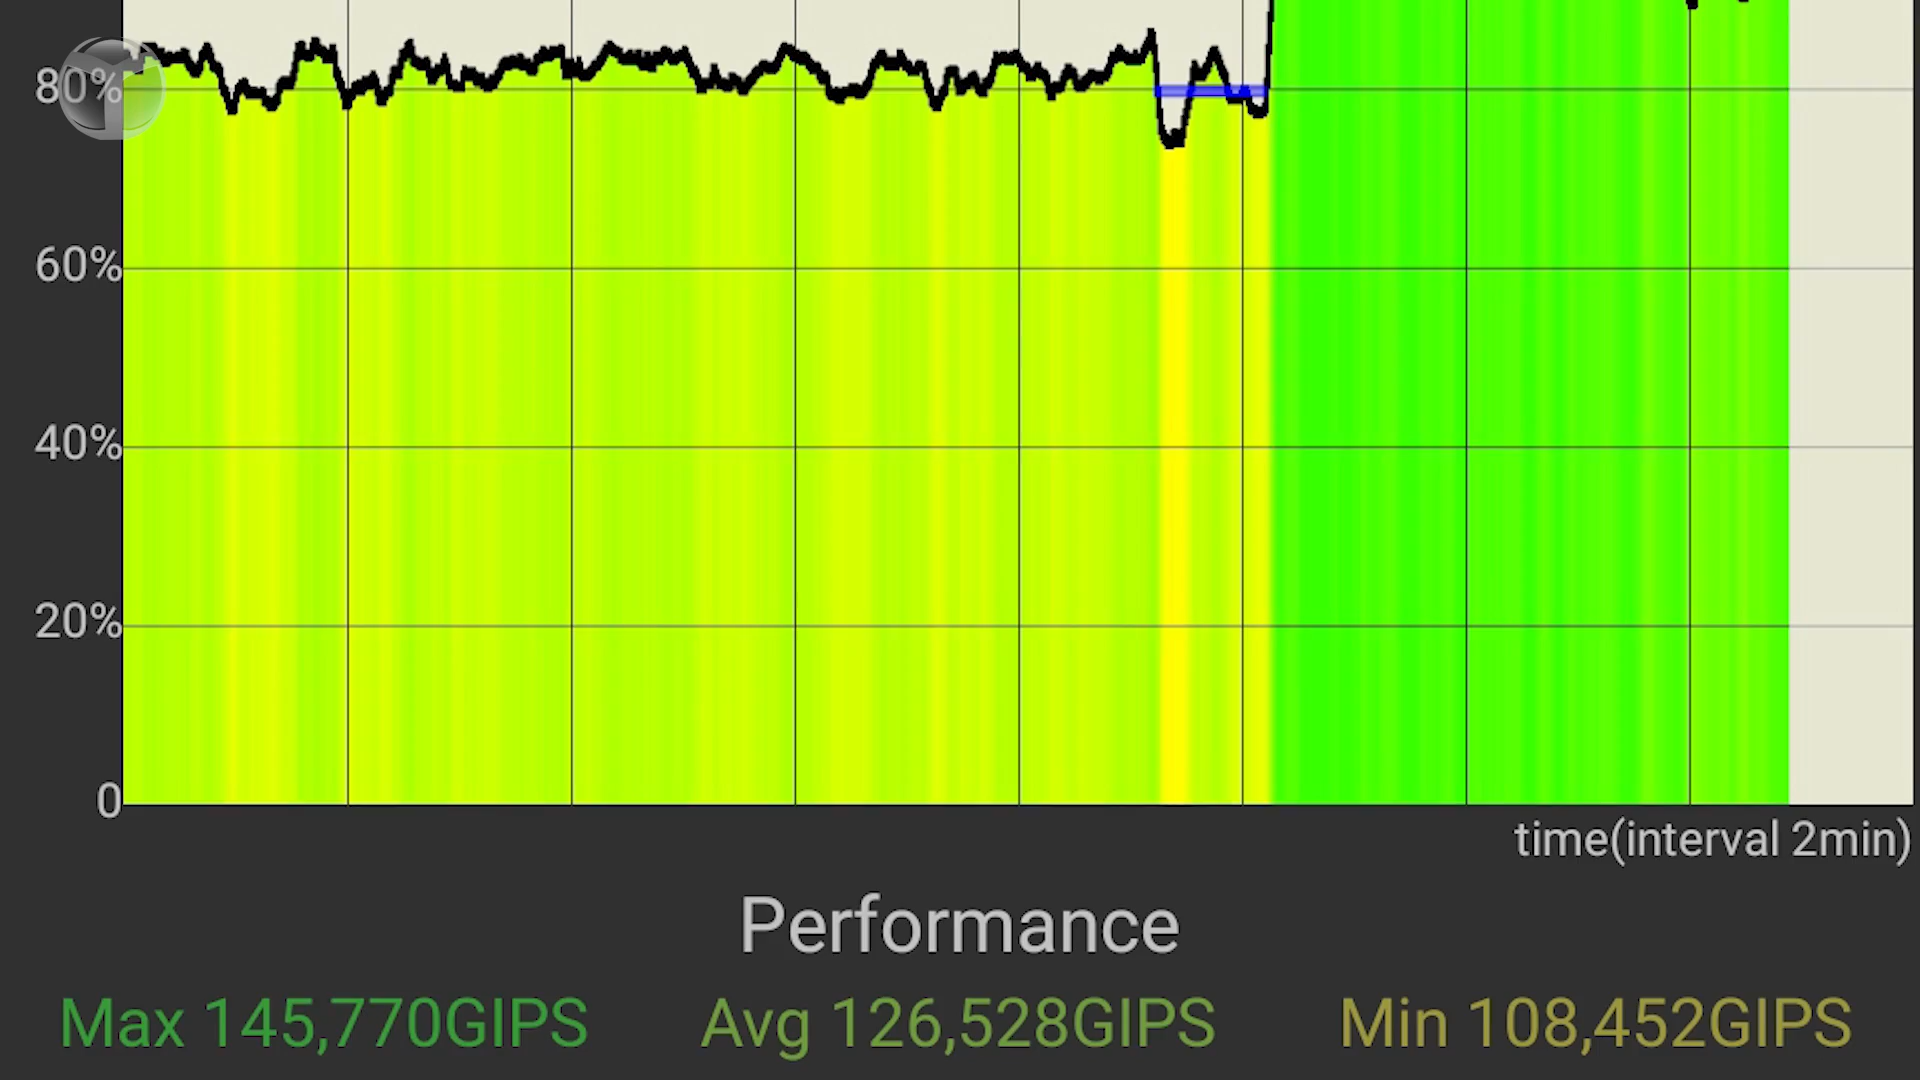 80%
60%
40%
20%
0
time(interval 2min)
Performance
Max 145,770GIPS Avg 126,528GIPS Min 108,452GIPS